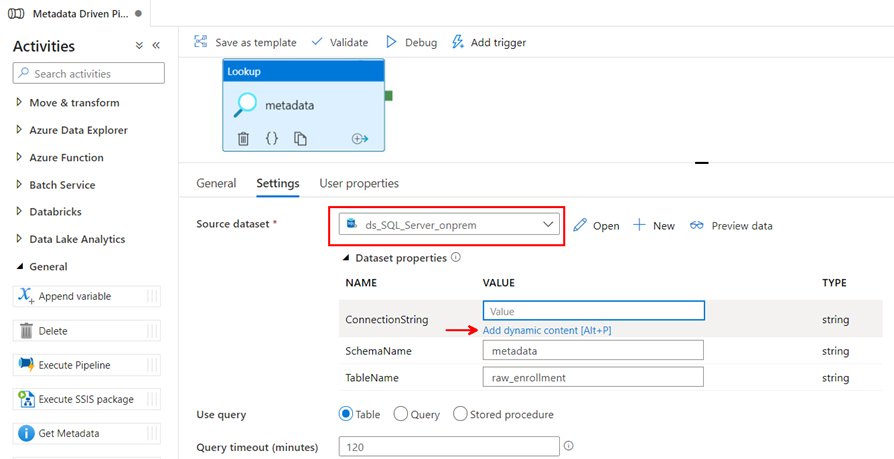 Metadata Driven Pi...
Activities
Search activities
Move & transform
Azure Data Explorer
Azure Function
Batch Service
Databricks
Data Lake Analytics
General
Append variable
Delete
Execute Pipeline
Execute SSIS package
Get Metadata
Save as template Validate Debug Add trigger
Lookup
metadata
General Settings User properties
Source dataset * ds_SQL_Server_onprem Open New Preview data
Dataset properties
NAME VALUE TYPE
ConnectionString Value string
Add dynamic content [Alt+P]
SchemaName metadata string
TableName raw_enrollment string
Use query Table Query Stored procedure
Query timeout (minutes) 120